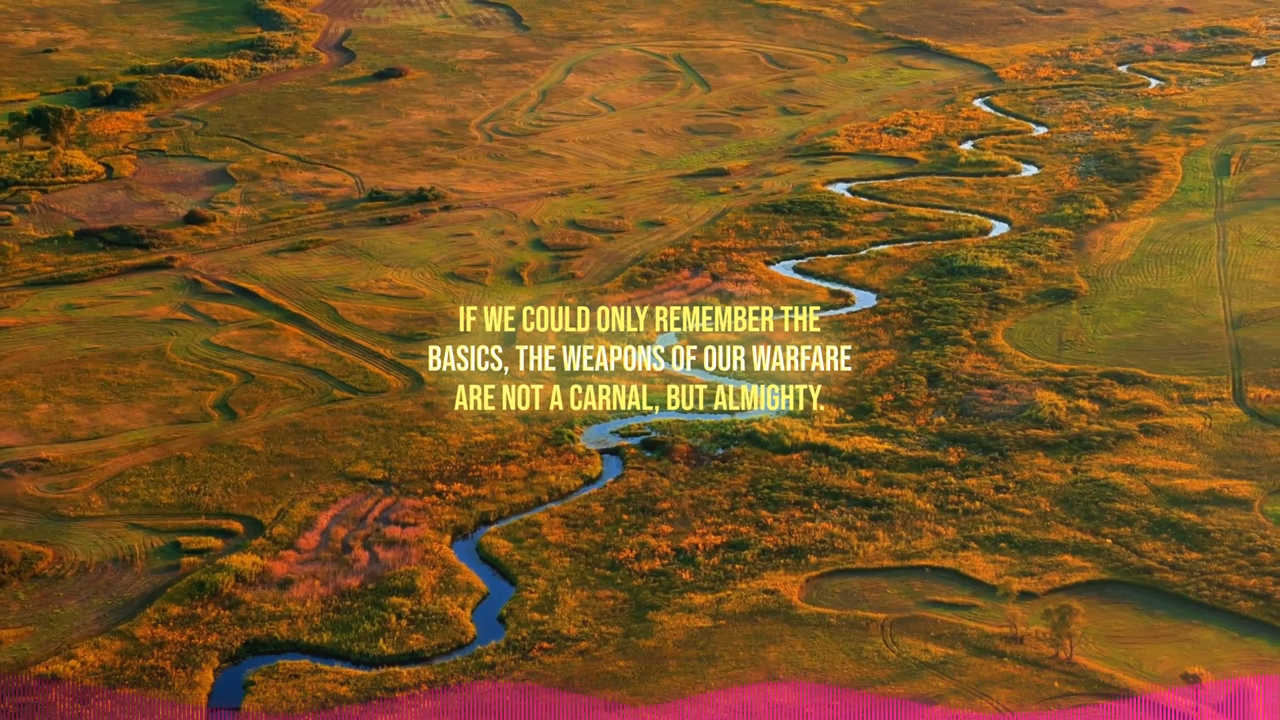 IF WE COULD ONLY REMEMBER THE
BASICS, THE WEAPONS OF OUR WARFARE
ARE NOT A CARNAL, BUT ALMIGHTY.